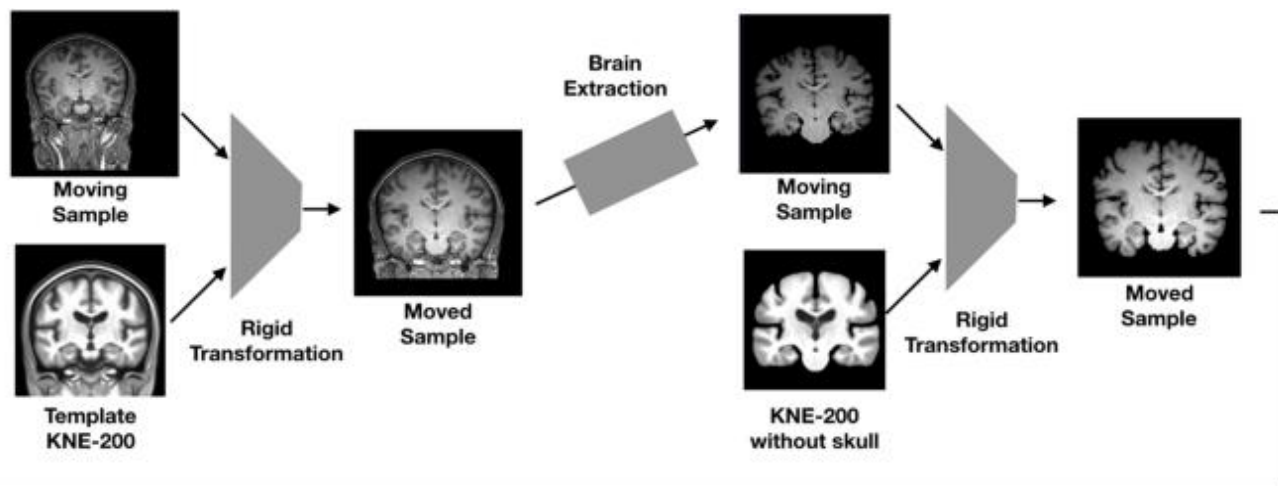 Moving
Sample
Template
KNE-200
Rigid
Transformation
Moved
Sample
Brain
Extraction
Moving
Sample
KNE-200
without skull
Rigid
Transformation
Moved
Sample